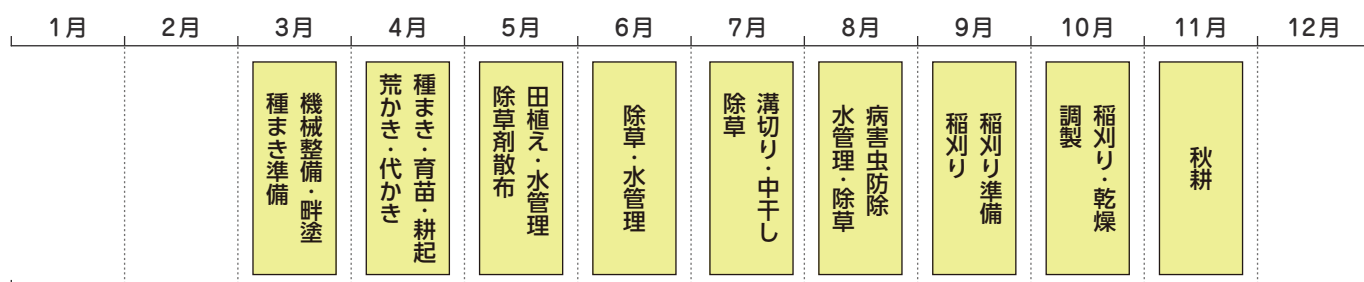 1月
2月
3月
4月
5月
6月
7月
8月
9月
10月
11月
12月
機械整備・畔塗
種まき準備
種まき・育苗・耕起
荒かき・代かき
田植え・水管理
除草剤散布
除草・水管理
溝切り・中干し
除草
病害虫防除
水管理・除草
稲刈り準備
稲刈り
稲刈り・乾燥
調製
秋耕